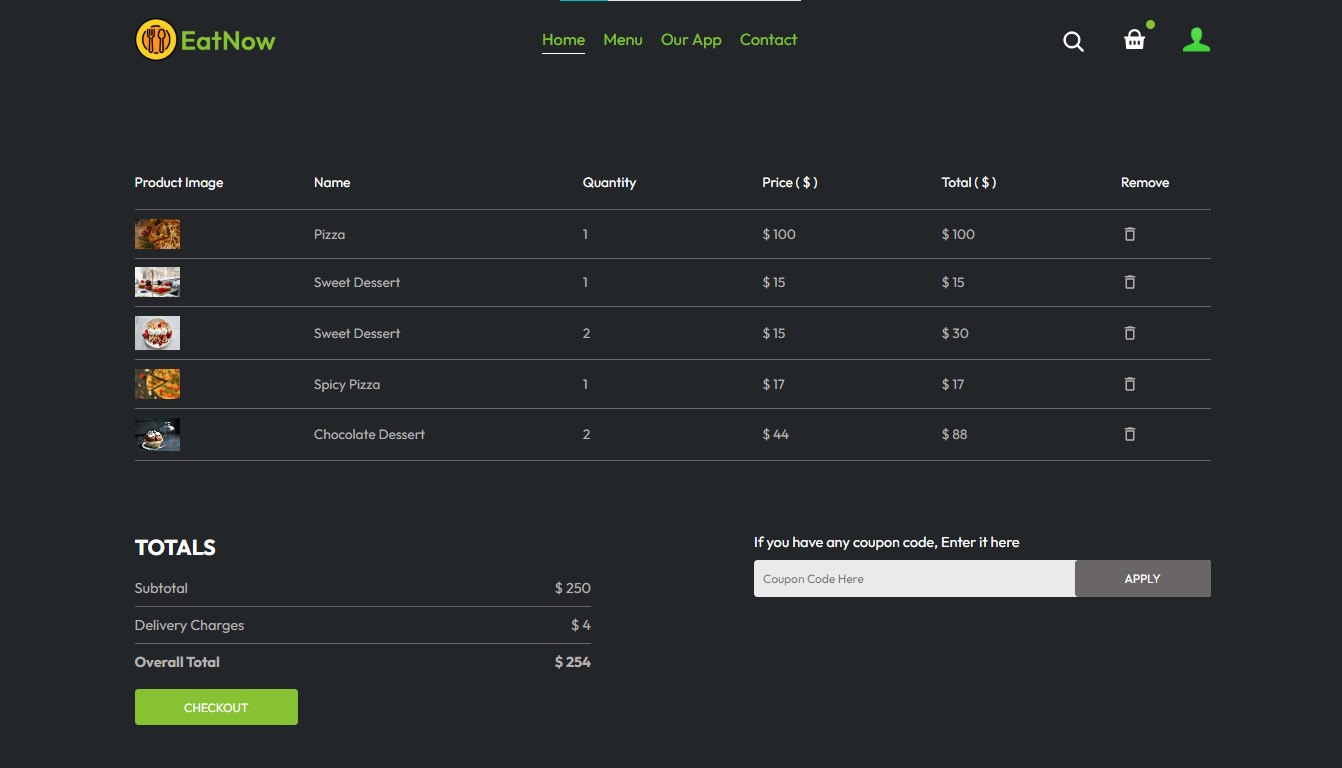 EatNow
Home Menu Our App Contact
Product Image Name Quantity Price ( $ ) Total ( $ ) Remove
Pizza 1 $ 100 $ 100
Sweet Dessert 1 $ 15 $ 15
Sweet Dessert 2 $ 15 $ 30
Spicy Pizza 1 $ 17 $ 17
Chocolate Dessert 2 $ 44 $ 88
TOTALS
Subtotal $ 250
Delivery Charges $ 4
Overall Total $ 254
CHECKOUT
If you have any coupon code, Enter it here
Coupon Code Here APPLY